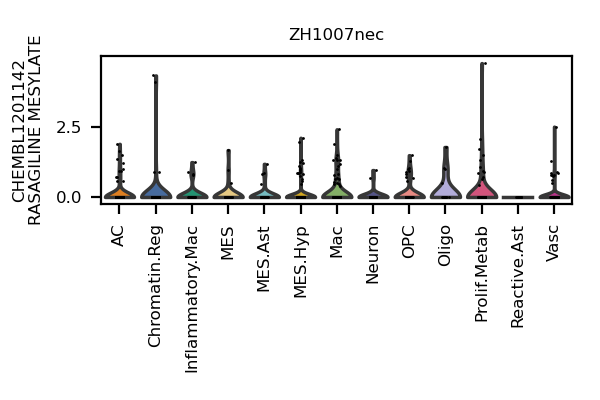 ZH1007nec
CHEMBL1201142
RASAGILINE MESYLATE
2.5
0.0
AC
Chromatin.Reg
Inflammatory.Mac
MES
MES.Ast
MES.Hyp
Mac
Neuron
OPC
Oligo
Prolif.Metab
Reactive.Ast
Vasc